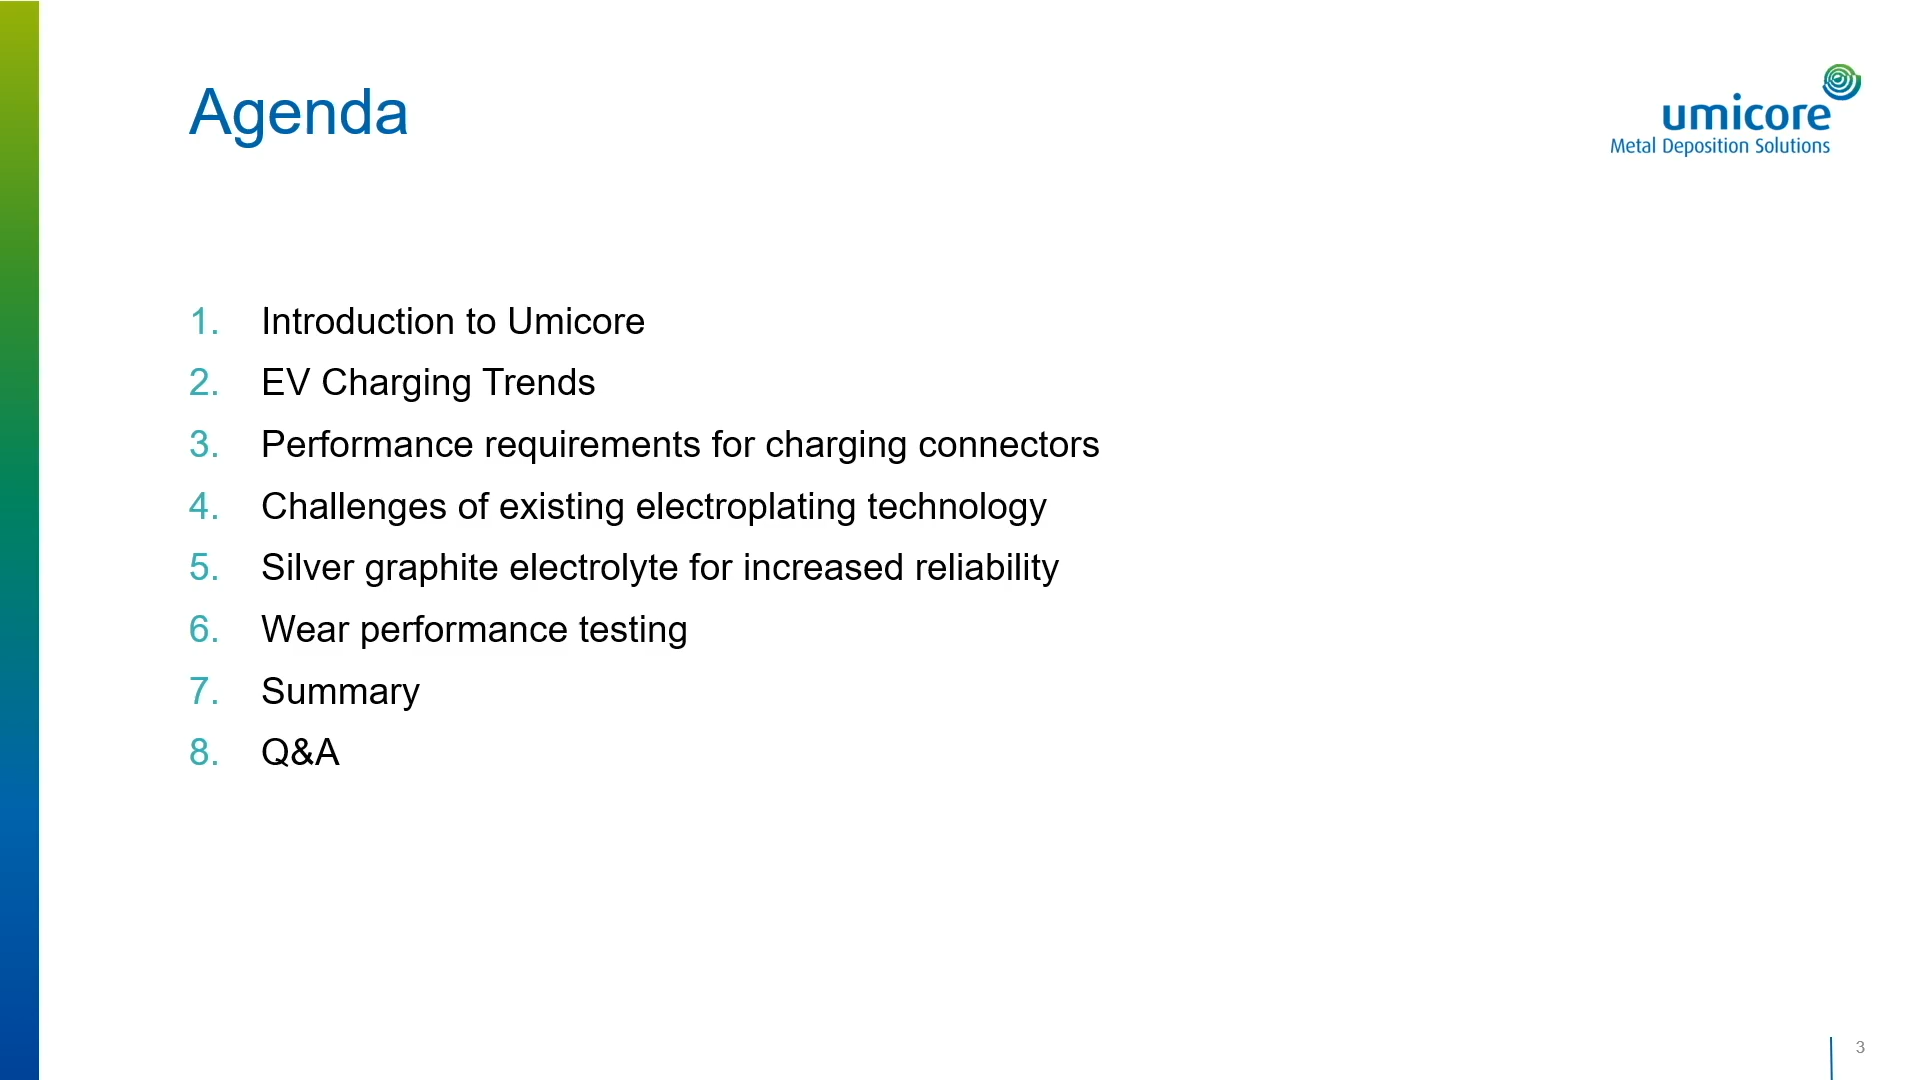 Agenda
umicore
Metal Deposition Solutions
1. Introduction to Umicore
2. EV Charging Trends
3. Performance requirements for charging connectors
4. Challenges of existing electroplating technology
5. Silver graphite electrolyte for increased reliability
6. Wear performance testing
7. Summary
8. Q&A
3